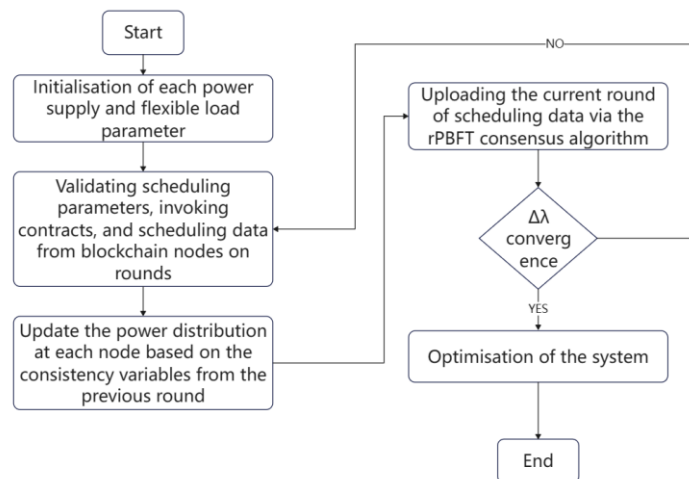 Start
Initialisation of each power
supply and flexible load
parameter
Validating scheduling
parameters, invoking
contracts, and scheduling data
from blockchain nodes on
rounds
Update the power distribution
at each node based on the
consistency variables from the
previous round
NO
Uploading the current round
of scheduling data via the
rPBFT consensus algorithm
Δλ
converg
ence
YES
Optimisation of the system
End